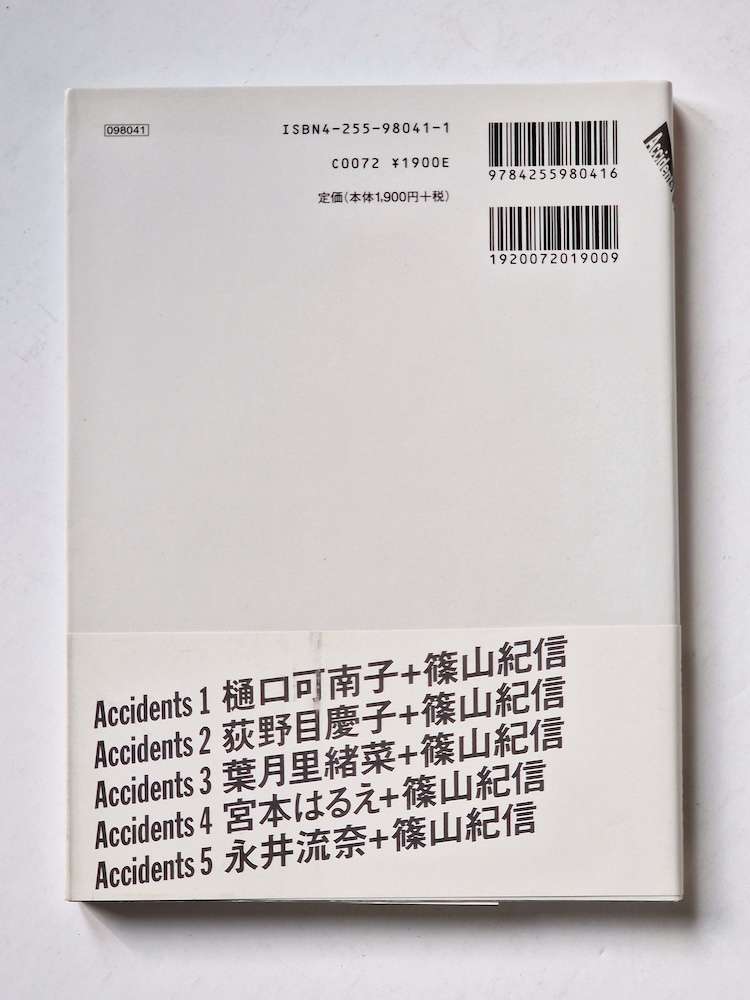 098041
ISBN4-255-98041-1
C0072 ¥1900E
定価(本体1,900円+税)
9784255980416
1920072019009
Accidents
Accidents 1 樋口可南子+篠山紀信
Accidents 2 荻野目慶子+篠山紀信
Accidents 3 葉月里緒菜+篠山紀信
Accidents 4 宮本はるえ+篠山紀信
Accidents 5 永井流奈+篠山紀信